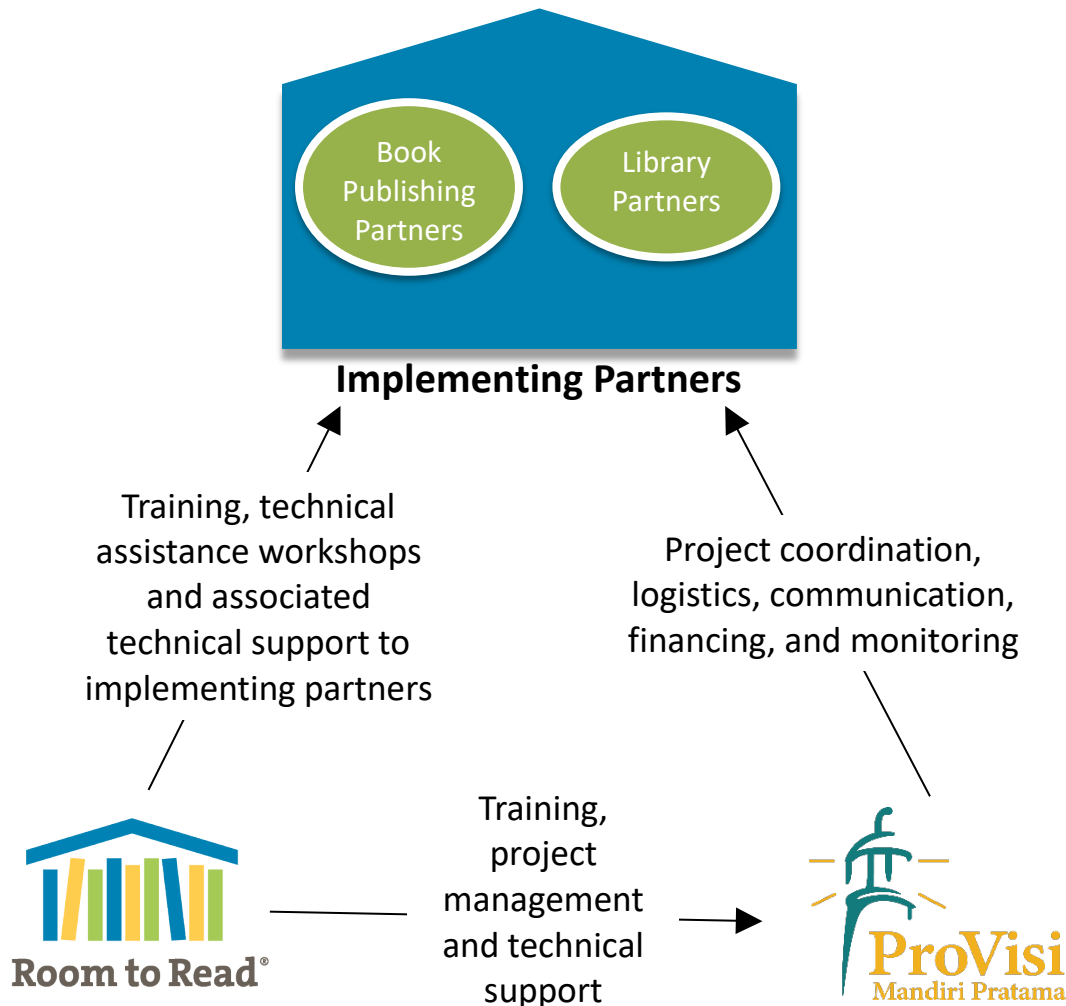 Book
Publishing
Partners
Library
Partners
Implementing Partners
Training, technical
assistance workshops
and associated
technical support to
implementing partners
Project coordination,
logistics, communication,
financing, and monitoring
Training,
project
management
and technical
support
Room to Read®
ProVisi
Mandiri Pratama